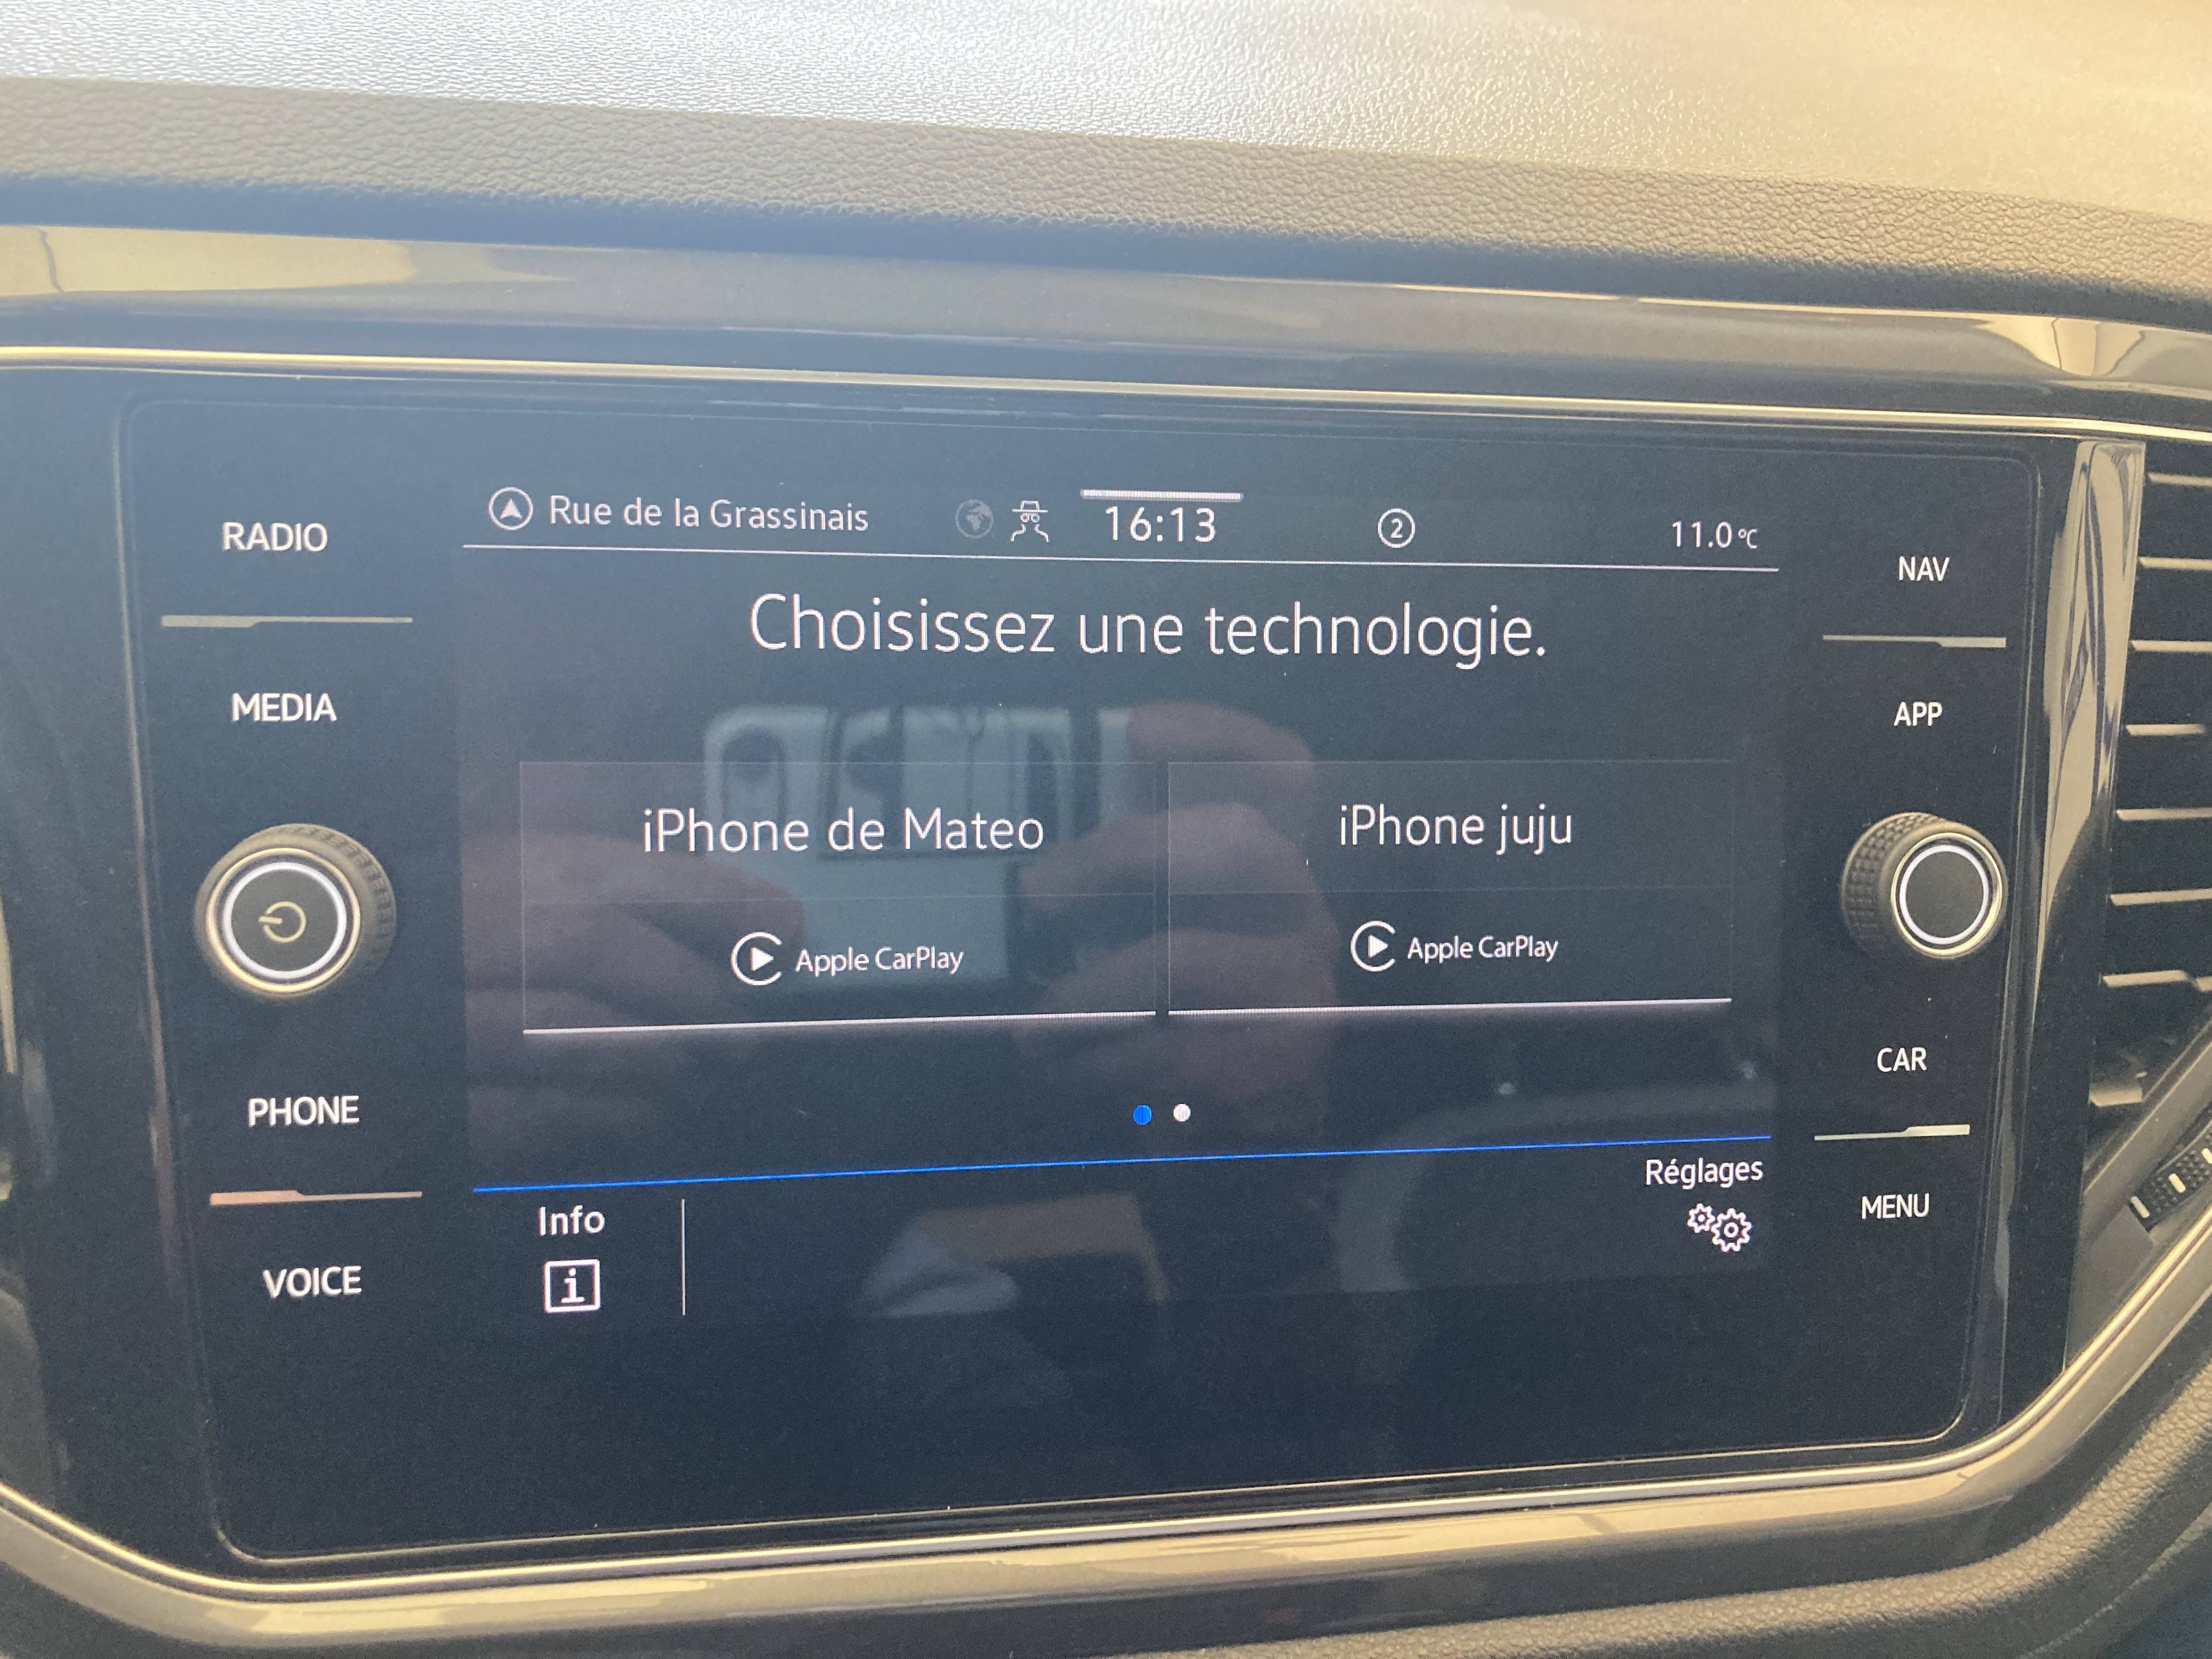 RADIO
MEDIA
PHONE
VOICE
Rue de la Grassinais
16:13
2
11.0 °C
Choisissez une technologie.
iPhone de Mateo
Apple CarPlay
iPhone juju
Apple CarPlay
Info
i
Réglages
NAV
APP
CAR
MENU